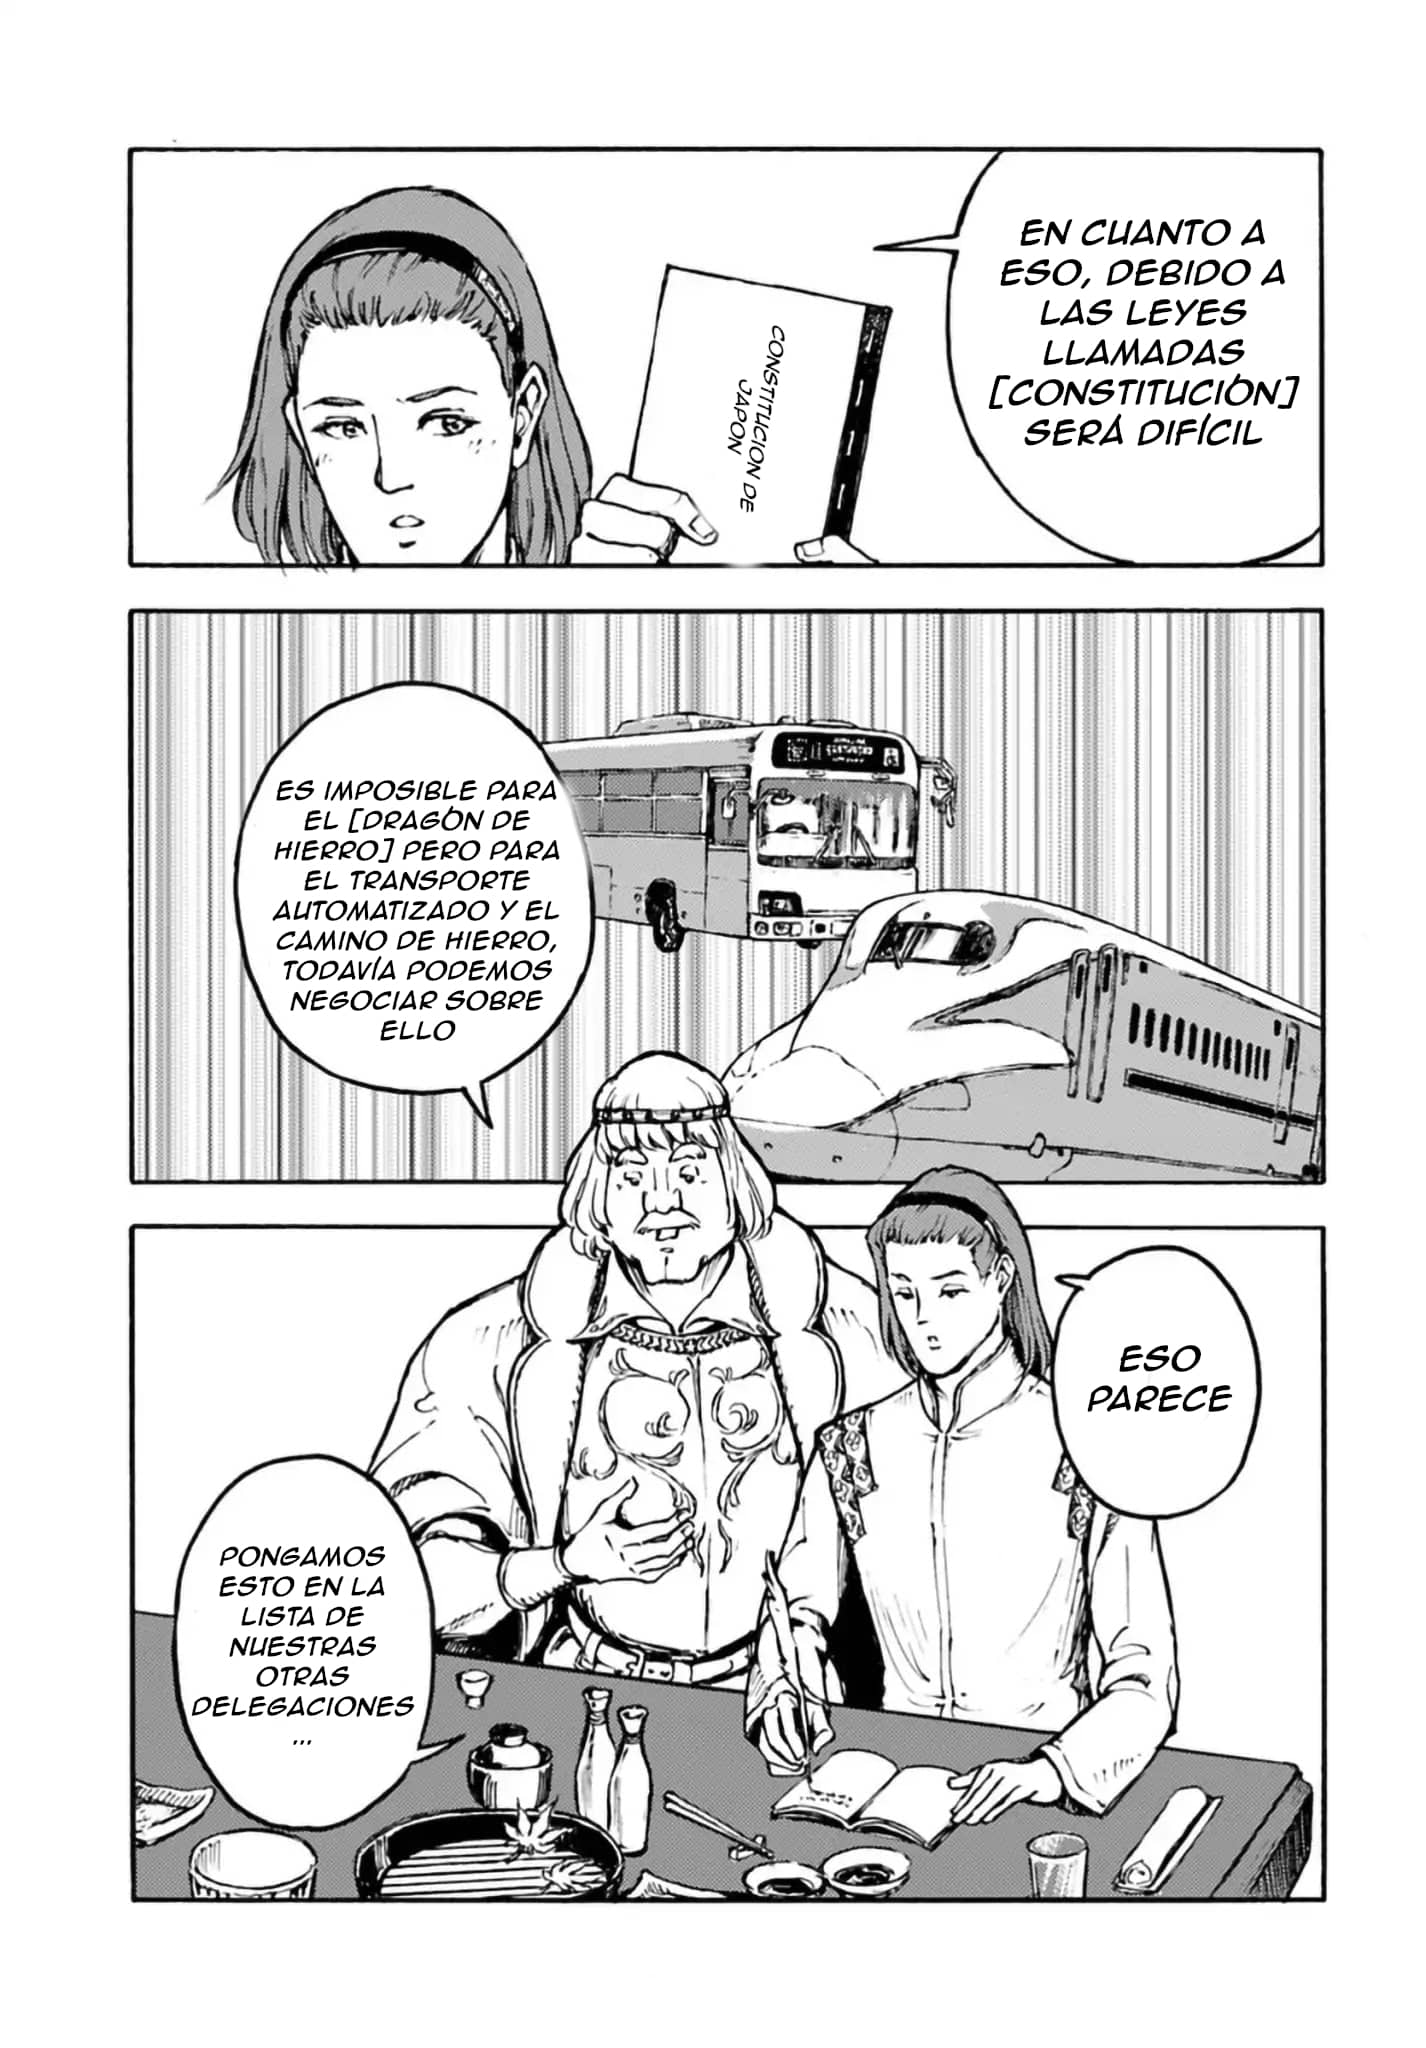 EN CUANTO A
ESO, DEBIDO A
LAS LEYES
LLAMADAS
[CONSTITUCIÓN]
SERÁ DIFÍCIL
CONSTITUCION DE
JAPÓN
ES IMPOSIBLE PARA
EL [DRAGÓN DE
HIERRO] PERO PARA
EL TRANSPORTE
AUTOMATIZADO Y EL
CAMINO DE HIERRO,
TODAVÍA PODEMOS
NEGOCIAR SOBRE
ELLO
ESO
PARECE
PONGAMOS
ESTO EN LA
LISTA DE
NUESTRAS
OTRAS
DELEGACIONES
...